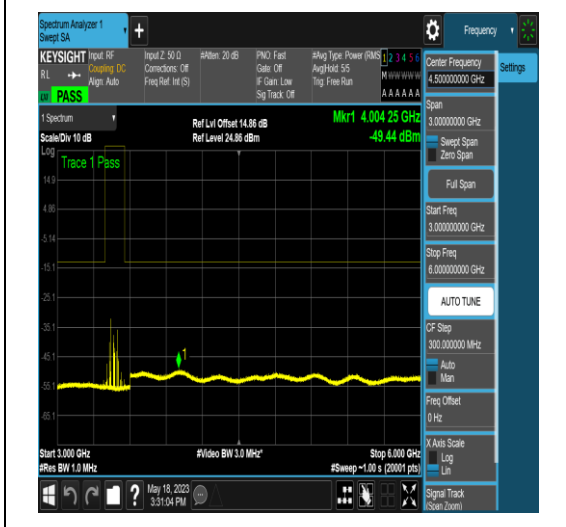 Spectrum Analyzer 1
Swept SA
+
Frequency
KEYSIGHT
Input: RF
Coupling: DC
Align: Auto
Input Z: 50 Ω
Corrections: Off
Freq Ref: Int (S)
#Atten: 20 dB
PNO: Fast
Gate: Off
IF Gain: Low
Sig Track: Off
#Avg Type: Power (RMS)
Avg|Hold: 5/5
Trig: Free Run
1 2 3 4 5 6
M W W W W W
A A A A A A
RL
PASS
1 Spectrum
Scale/Div 10 dB
Log
Ref Lvl Offset 14.86 dB
Ref Level 24.86 dBm
Mkr1 4.004 25 GHz
-49.44 dBm
Trace 1 Pass
14.9
4.86
-5.14
-15.1
-25.1
-35.1
-45.1
-55.1
-65.1
1
Start 3.000 GHz
#Res BW 1.0 MHz
#Video BW 3.0 MHz*
Stop 6.000 GHz
#Sweep ~1.00 s (20001 pts)
?
May 18, 2023
3:31:04 PM
Center Frequency
4.500000000 GHz
Span
3.00000000 GHz
Swept Span
Zero Span
Full Span
Start Freq
3.000000000 GHz
Stop Freq
6.000000000 GHz
AUTO TUNE
CF Step
300.000000 MHz
Auto
Man
Freq Offset
0 Hz
X Axis Scale
Log
Lin
Signal Track
(Span Zoom)
Settings